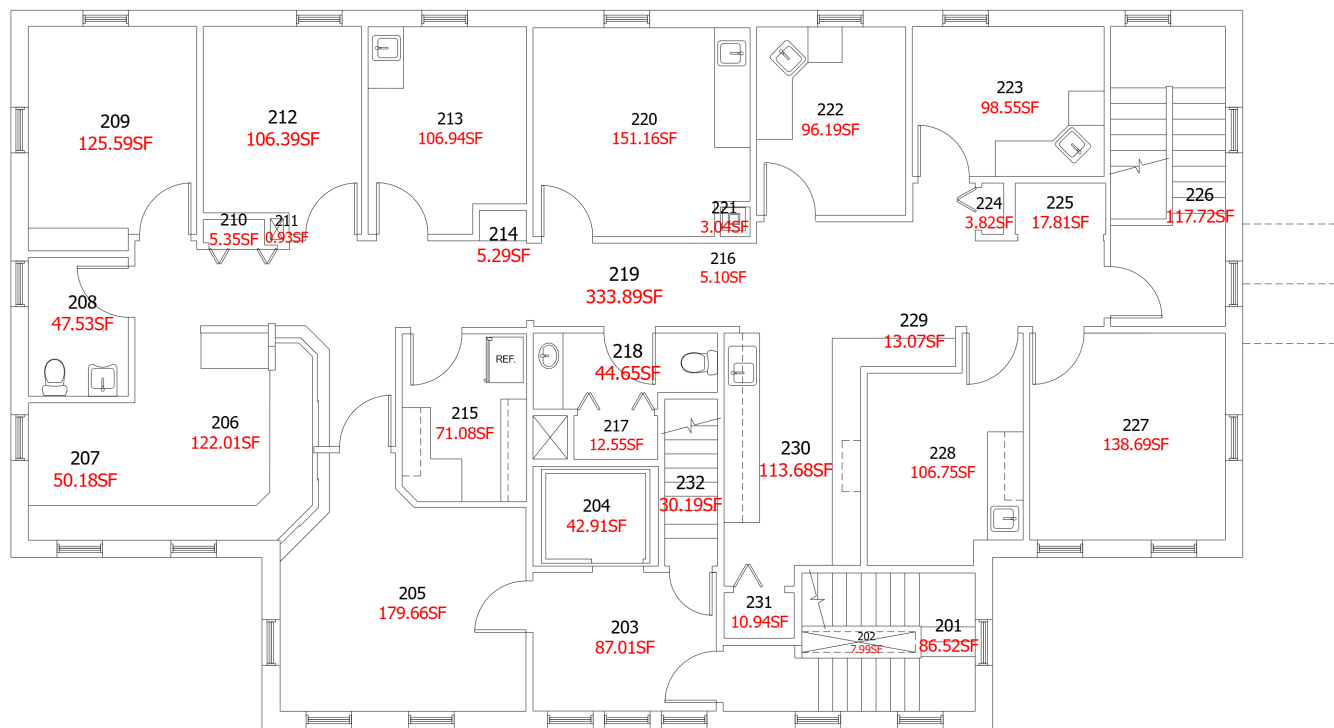 209
125.59SF
212
106.39SF
213
106.94SF
220
151.16SF
222
96.19SF
223
98.55SF
210
5.35SF
211
0.93SF
214
5.29SF
221
3.04SF
216
5.10SF
219
333.89SF
224
3.82SF
225
17.81SF
226
117.72SF
208
47.53SF
229
13.07SF
218
44.65SF
REF.
206
122.01SF
207
50.18SF
215
71.08SF
217
12.55SF
230
113.68SF
228
106.75SF
227
138.69SF
204
42.91SF
232
30.19SF
205
179.66SF
203
87.01SF
231
10.94SF
202
7.99SF
201
86.52SF